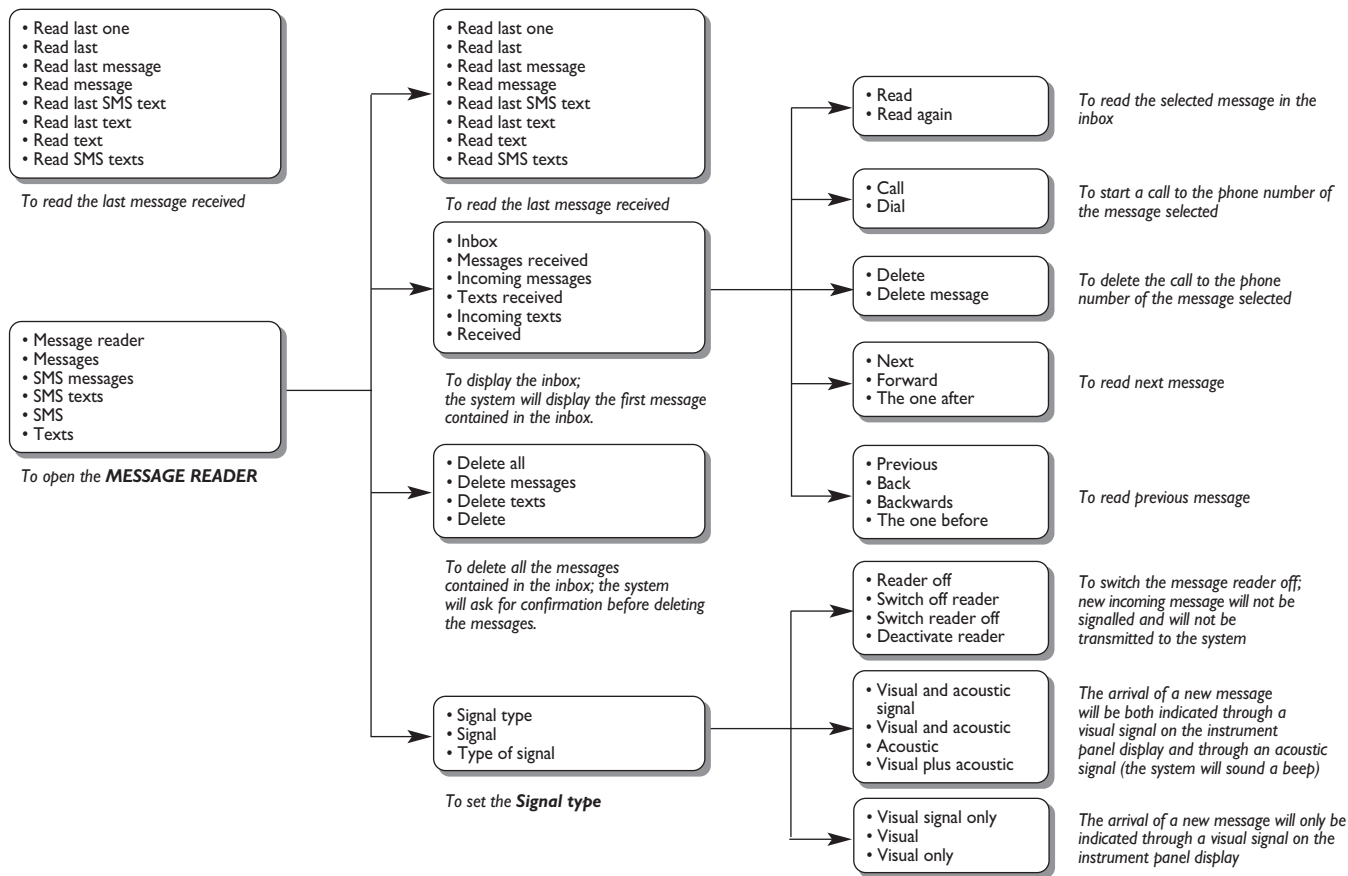 • Read last one
• Read last
• Read last message
• Read message
• Read last SMS text
• Read last text
• Read text
• Read SMS texts
To read the last message received
• Message reader
• Messages
• SMS messages
• SMS texts
• SMS
• Texts
To open the MESSAGE READER
• Read last one
• Read last
• Read last message
• Read message
• Read last SMS text
• Read last text
• Read text
• Read SMS texts
To read the last message received
• Inbox
• Messages received
• Incoming messages
• Texts received
• Incoming texts
• Received
To display the inbox;
the system will display the first message
contained in the inbox.
• Delete all
• Delete messages
• Delete texts
• Delete
To delete all the messages
contained in the inbox; the system
will ask for confirmation before deleting
the messages.
• Signal type
• Signal
• Type of signal
To set the Signal type
• Read
• Read again
To read the selected message in the
inbox
• Call
• Dial
To start a call to the phone number of
the message selected
• Delete
• Delete message
To delete the call to the phone
number of the message selected
• Next
• Forward
• The one after
To read next message
• Previous
• Back
• Backwards
• The one before
To read previous message
• Reader off
• Switch off reader
• Switch reader off
• Deactivate reader
To switch the message reader off;
new incoming message will not be
signalled and will not be
transmitted to the system
• Visual and acoustic
signal
• Visual and acoustic
• Acoustic
• Visual plus acoustic
The arrival of a new message
will be both indicated through a
visual signal on the instrument
panel display and through an acoustic
signal (the system will sound a beep)
• Visual signal only
• Visual
• Visual only
The arrival of a new message will only be
indicated through a visual signal on the
instrument panel display